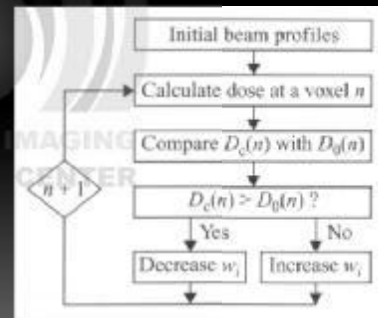 Initial beam profiles
Calculate dose at a voxel n
IMAGING
Compare D_c(n) with D_0(n)
CENTER
n + 1
D_c(n) > D_0(n) ?
Yes
No
Decrease w_i
Increase w_i